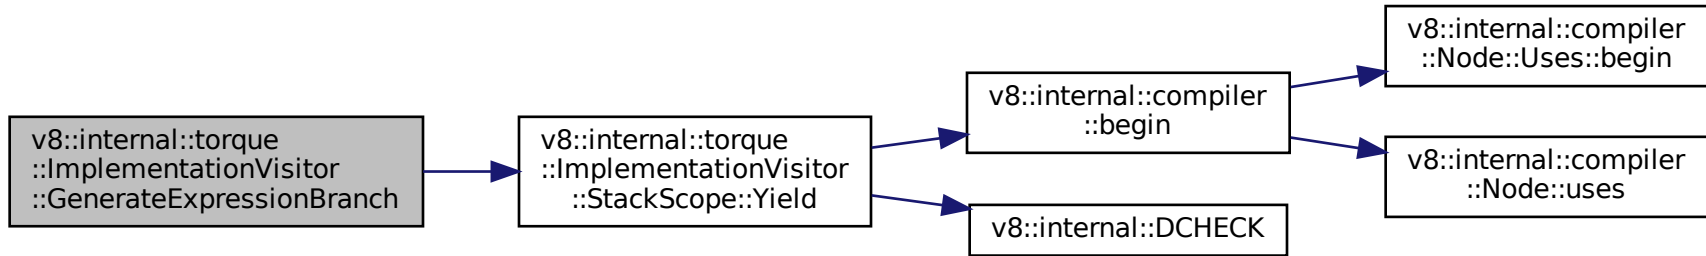 v8::internal::torque
::ImplementationVisitor
::GenerateExpressionBranch
v8::internal::torque
::ImplementationVisitor
::StackScope::Yield
v8::internal::compiler
::begin
v8::internal::DCHECK
v8::internal::compiler
::Node::Uses::begin
v8::internal::compiler
::Node::uses